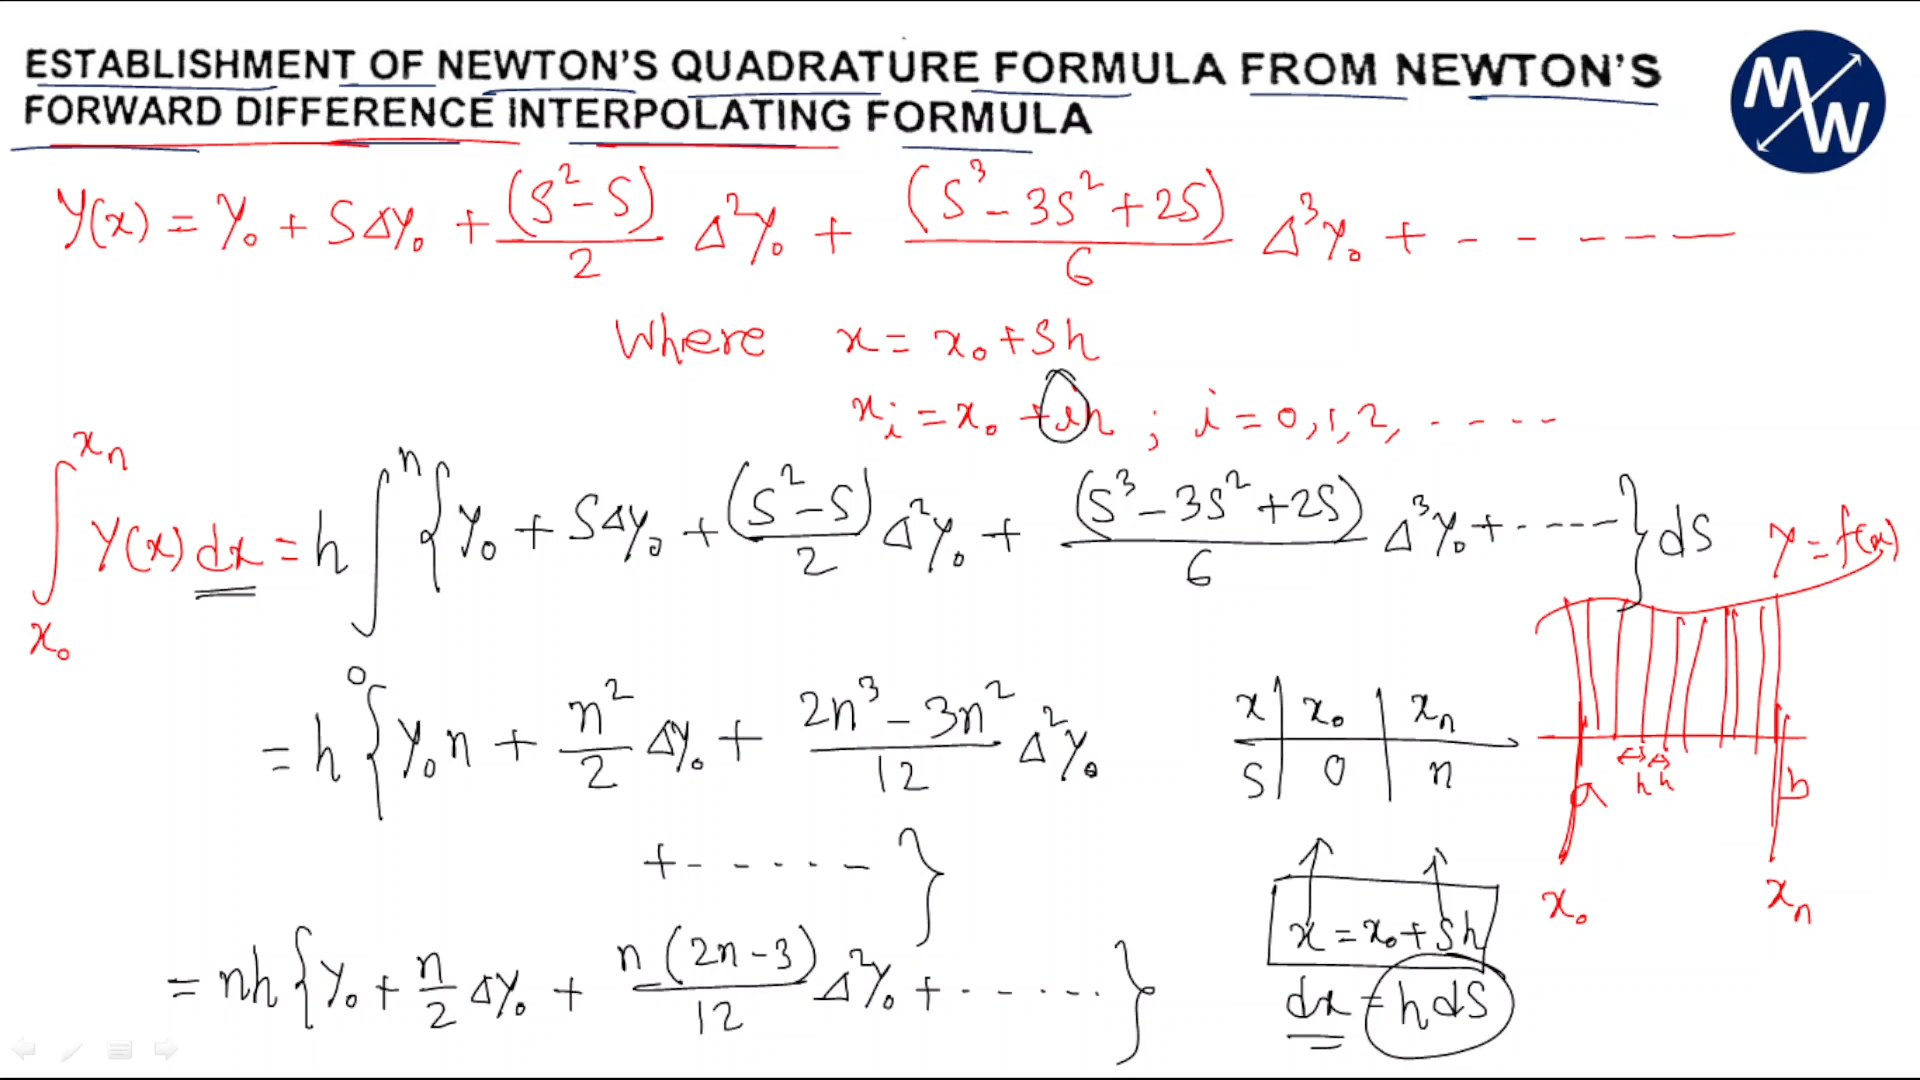 ESTABLISHMENT OF NEWTON'S QUADRATURE FORMULA FROM NEWTON'S
FORWARD DIFFERENCE INTERPOLATING FORMULA
MW
y(x) = y₀ + SΔy₀ + (S² - S)/2 Δ²y₀ + (S³ - 3S² + 2S)/6 Δ³y₀ + - - - - -
Where x = x₀ + Sh
xᵢ = x₀ + ih ; i = 0, 1, 2, - - - -
∫_{x₀}^{xₙ} y(x) dx = h ∫_0^n { y₀ + SΔy₀ + (S² - S)/2 Δ²y₀ + (S³ - 3S² + 2S)/6 Δ³y₀ + - - - - } dS
y = f(x)
= h { y₀n + n²/2 Δy₀ + (2n³ - 3n²)/12 Δ²y₀
+ - - - - - }
x | x₀ | xₙ
S | 0 | n
h h
a b
x₀ xₙ
= nh { y₀ + n/2 Δy₀ + n(2n-3)/12 Δ²y₀ + - - - - - }
x = x₀ + Sh
dx = h dS